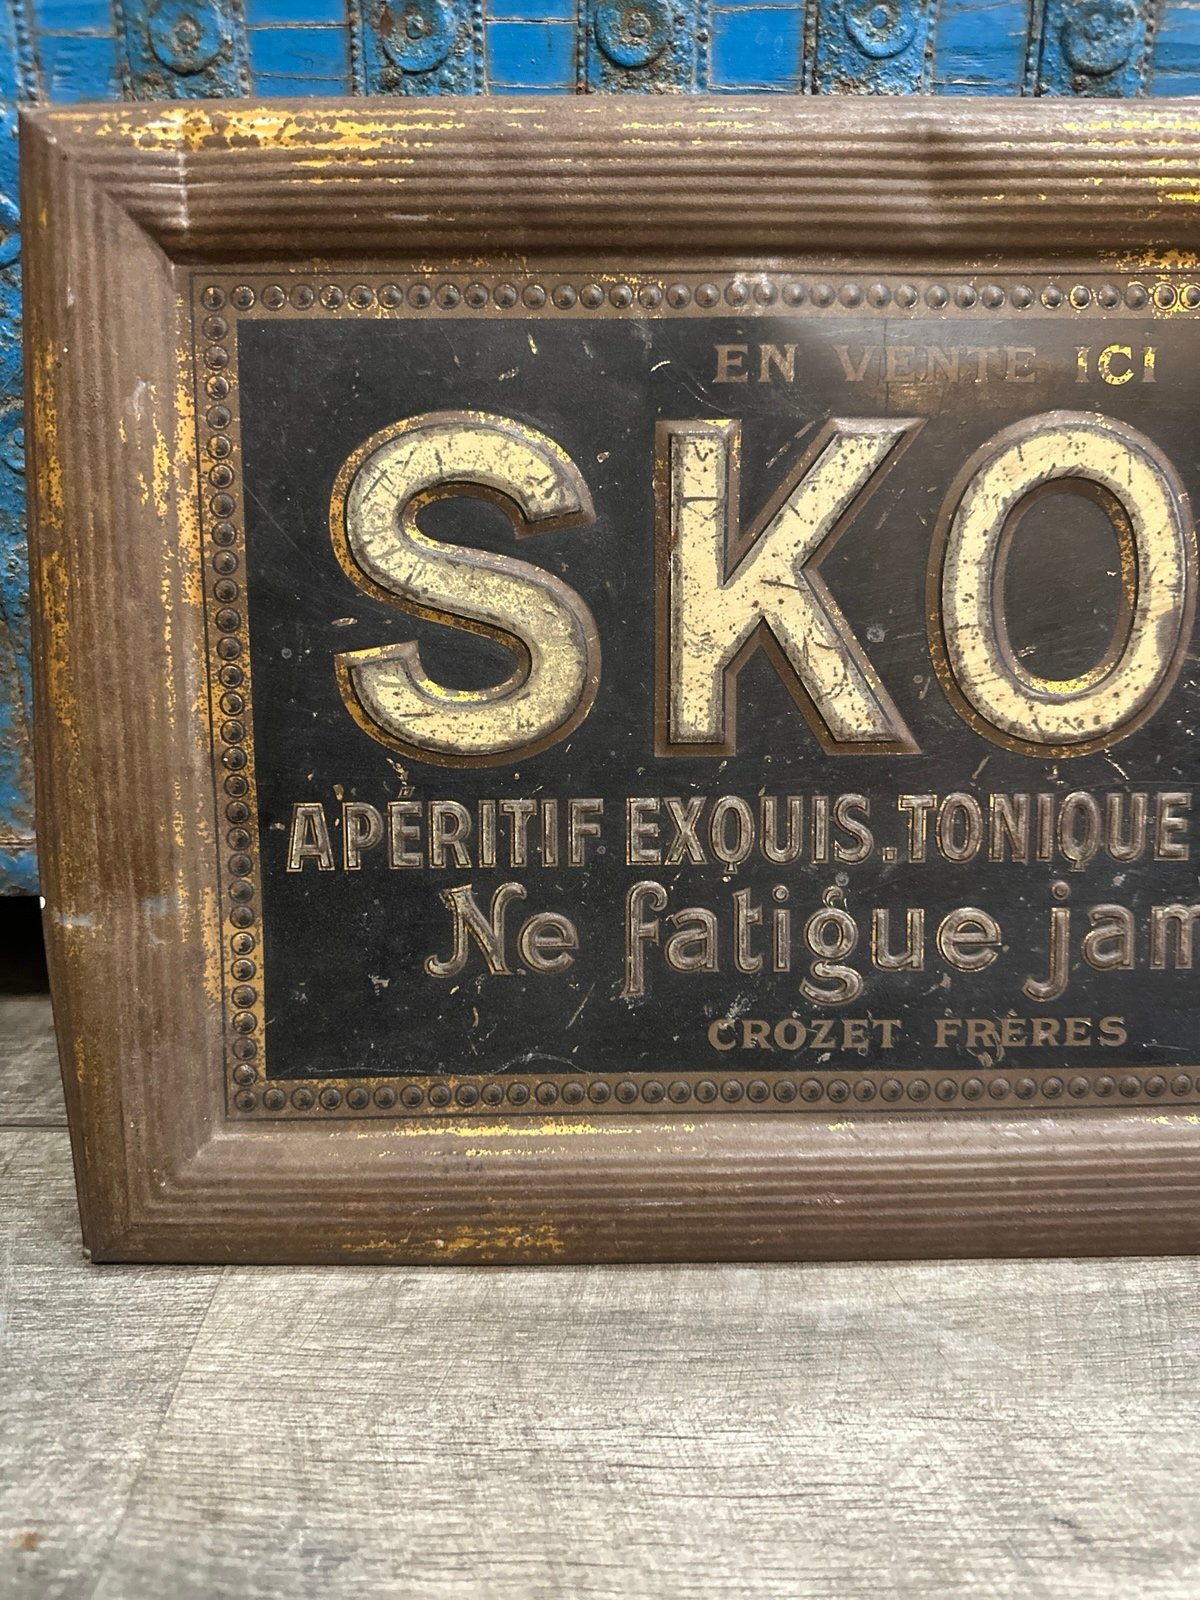 EN VENTE ICI
SKO
APÉRITIF EXQUIS. TONIQUE
Ne fatigue jam
CROZET FRÈRES